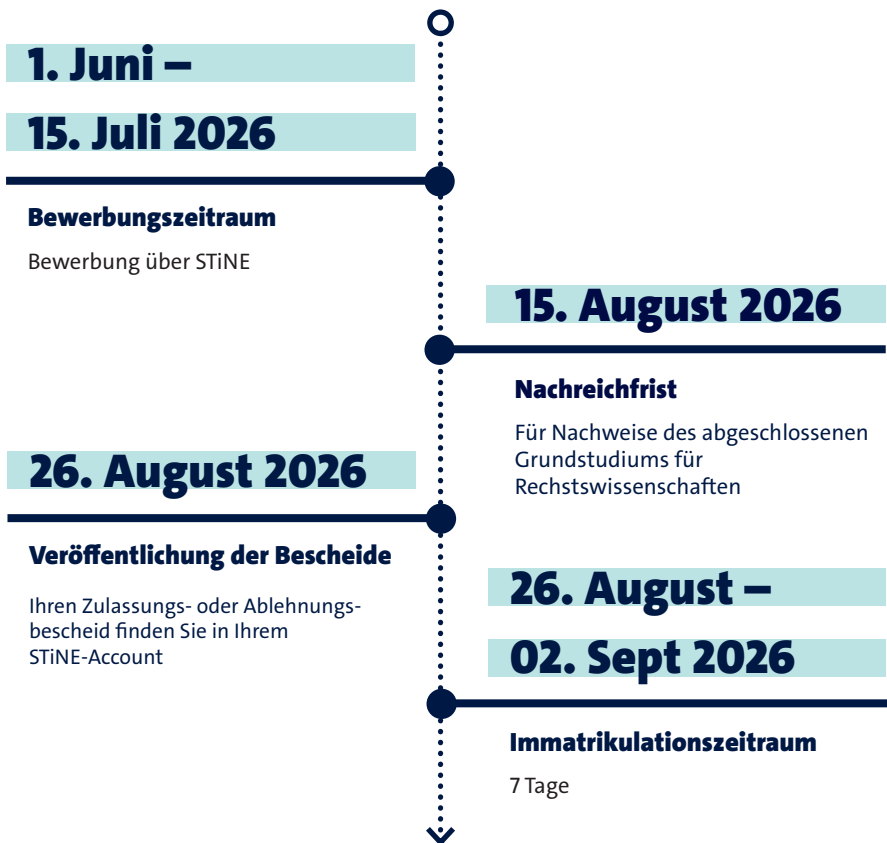 1. Juni –
15. Juli 2026
Bewerbungszeitraum
Bewerbung über STiNE
15. August 2026
Nachreichfrist
Für Nachweise des abgeschlossenen
Grundstudiums für
Rechstswissenschaften
26. August 2026
Veröffentlichung der Bescheide
Ihren Zulassungs- oder Ablehnungs-
bescheid finden Sie in Ihrem
STiNE-Account
26. August –
02. Sept 2026
Immatrikulationszeitraum
7 Tage